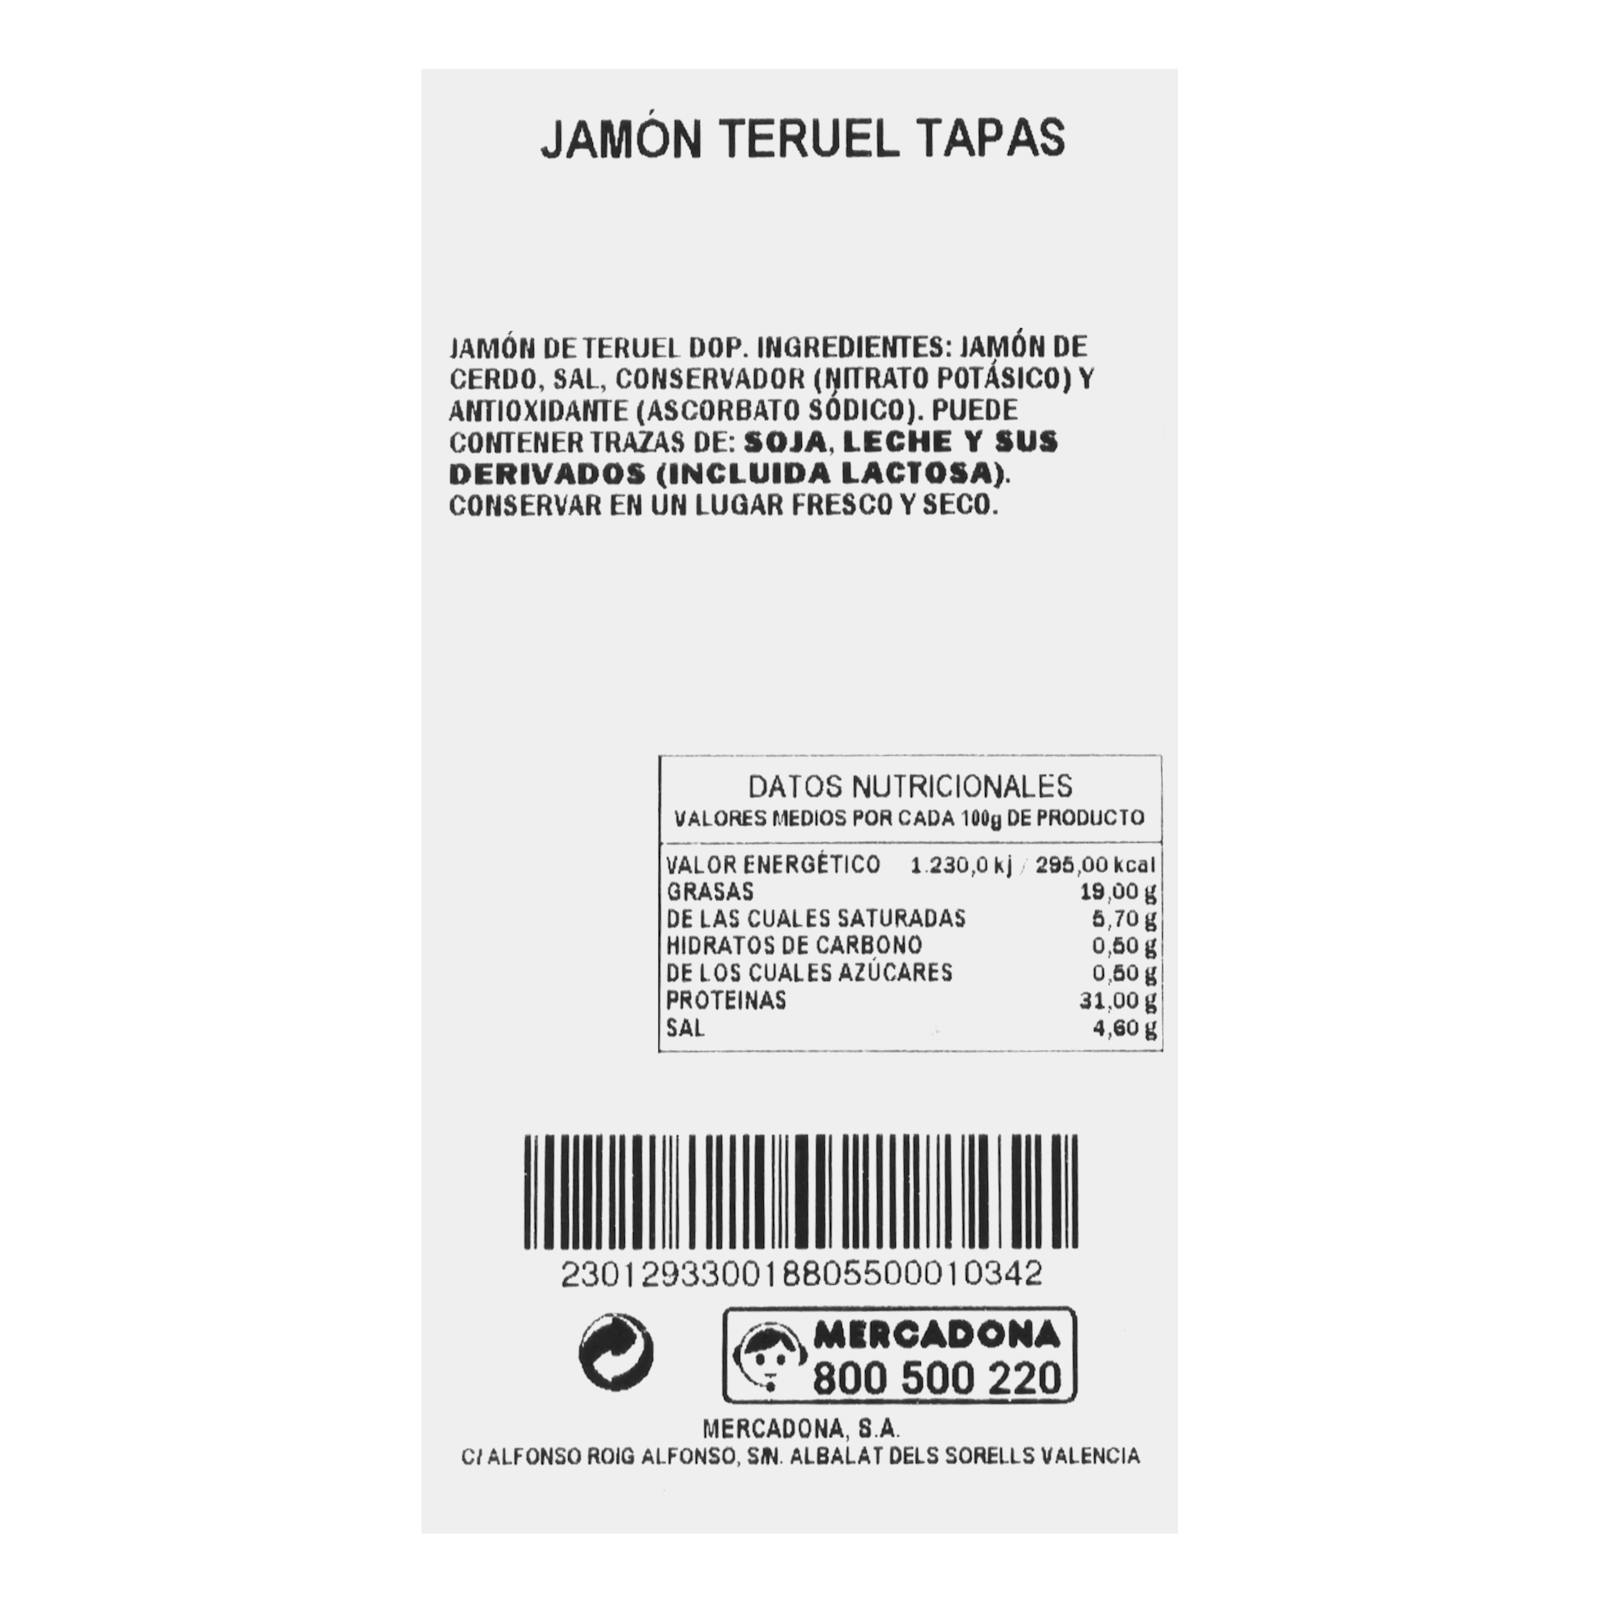 JAMÓN TERUEL TAPAS
JAMÓN DE TERUEL DOP. INGREDIENTES: JAMÓN DE
CERDO, SAL, CONSERVADOR (NITRATO POTÁSICO) Y
ANTIOXIDANTE (ASCORBATO SÓDICO). PUEDE
CONTENER TRAZAS DE: SOJA, LECHE Y SUS
DERIVADOS (INCLUIDA LACTOSA).
CONSERVAR EN UN LUGAR FRESCO Y SECO.
DATOS NUTRICIONALES
VALORES MEDIOS POR CADA 100g DE PRODUCTO
VALOR ENERGÉTICO 1.230,0 kj / 295,00 kcal
GRASAS 19,00 g
DE LAS CUALES SATURADAS 5,70 g
HIDRATOS DE CARBONO 0,50 g
DE LOS CUALES AZÚCARES 0,50 g
PROTEINAS 31,00 g
SAL 4,60 g
2301293300188055000 10342
MERCADONA
800 500 220
MERCADONA, S.A.
C/ ALFONSO ROIG ALFONSO, S/N. ALBALAT DELS SORELLS VALENCIA